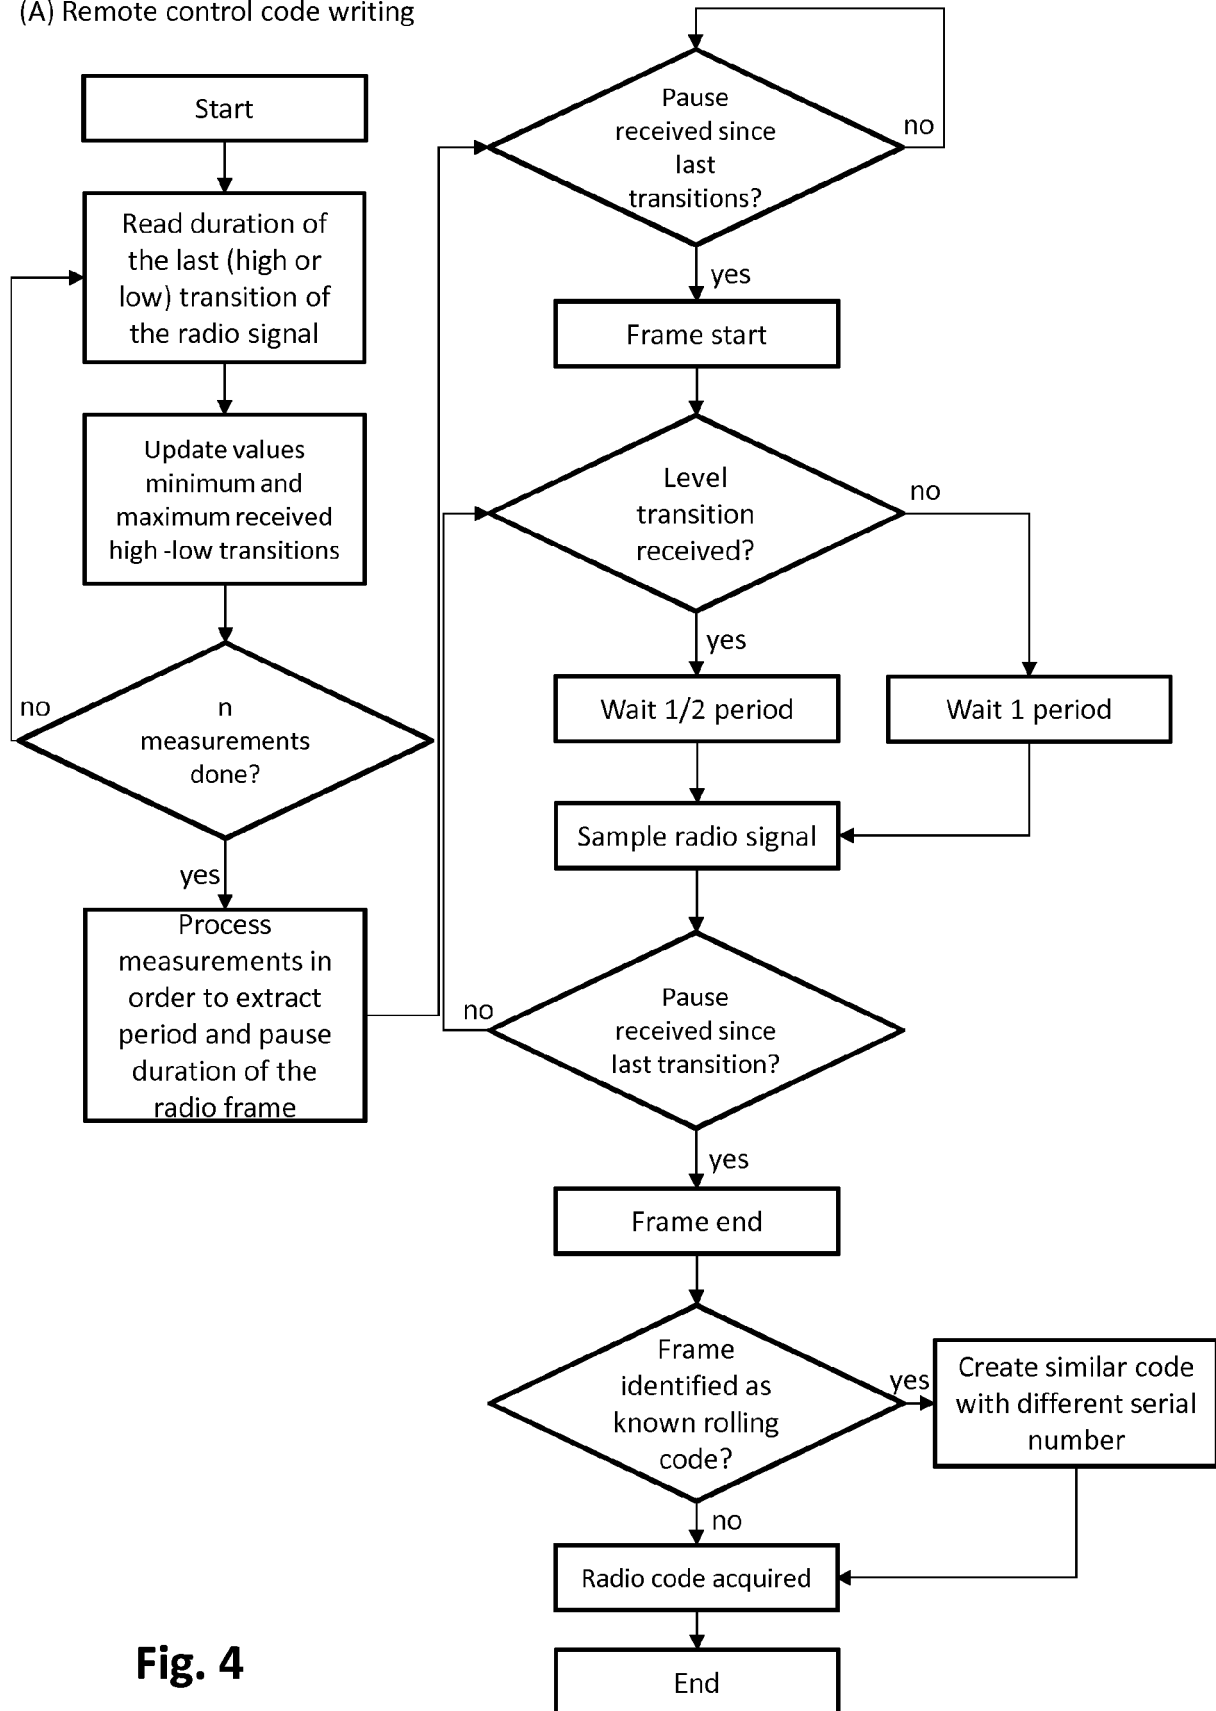 (A) Remote control code writing
Start
Read duration of
the last (high or
low) transition of
the radio signal
Update values
minimum and
maximum received
high -low transitions
no
n
measurements
done?
yes
Process
measurements in
order to extract
period and pause
duration of the
radio frame
Pause
received since
last
transitions?
no
yes
Frame start
Level
transition
received?
no
yes
Wait 1/2 period
Wait 1 period
Sample radio signal
Pause
received since
last transition?
no
yes
Frame end
Frame
identified as
known rolling
code?
yes
Create similar code
with different serial
number
no
Radio code acquired
End
Fig. 4